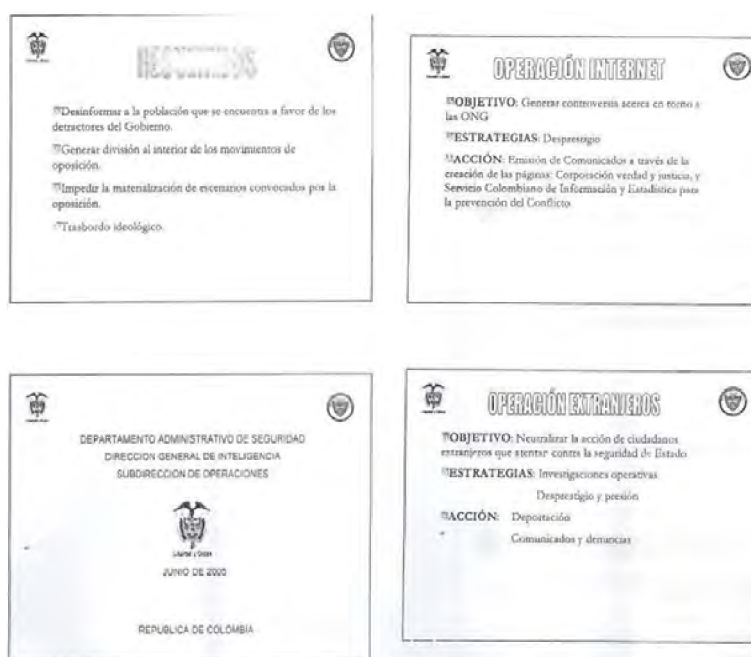 Desinformar a la población que se encuentra a favor de los
detractores del Gobierno.
Generar división al interior de los movimientos de
oposición.
Impedir la materialización de escenarios convocados por la
oposición.
Trasbordo ideológico.
OPERACIÓN INTERNET
OBJETIVO: Generar controversia acerca en torno a
las ONG
ESTRATEGIAS: Desprestigio
ACCIÓN: Emisión de Comunicados a través de la
creación de las páginas: Corporación verdad y justicia, y
Servicio Colombiano de Información y Estadística para
la prevención del Conflicto
DEPARTAMENTO ADMINISTRATIVO DE SEGURIDAD
DIRECCION GENERAL DE INTELIGENCIA
SUBDIRECCION DE OPERACIONES
JUNIO DE 2005
REPUBLICA DE COLOMBIA
OPERACIÓN EXTRANJEROS
OBJETIVO: Neutralizar la acción de ciudadanos
extranjeros que atentan contra la seguridad de Estado
ESTRATEGIAS: Investigaciones operativas
Desprestigio y presión
ACCIÓN: Deportación
Comunicados y denuncias